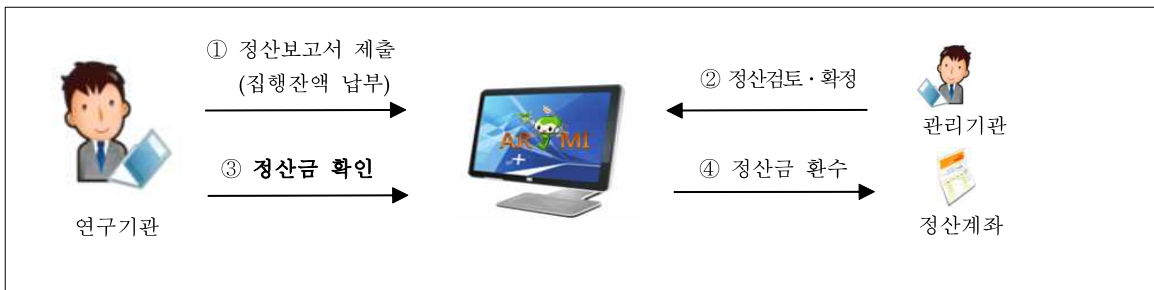 ① 정산보고서 제출
(집행잔액 납부)
② 정산검토·확정
관리기관
AR MI
③ 정산금 확인
④ 정산금 환수
연구기관
정산계좌